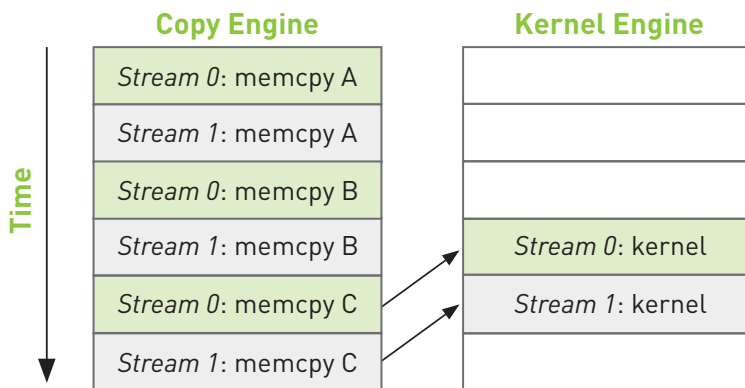 Copy Engine
Kernel Engine
Time
Stream 0: memcpy A
Stream 1: memcpy A
Stream 0: memcpy B
Stream 1: memcpy B
Stream 0: kernel
Stream 0: memcpy C
Stream 1: kernel
Stream 1: memcpy C